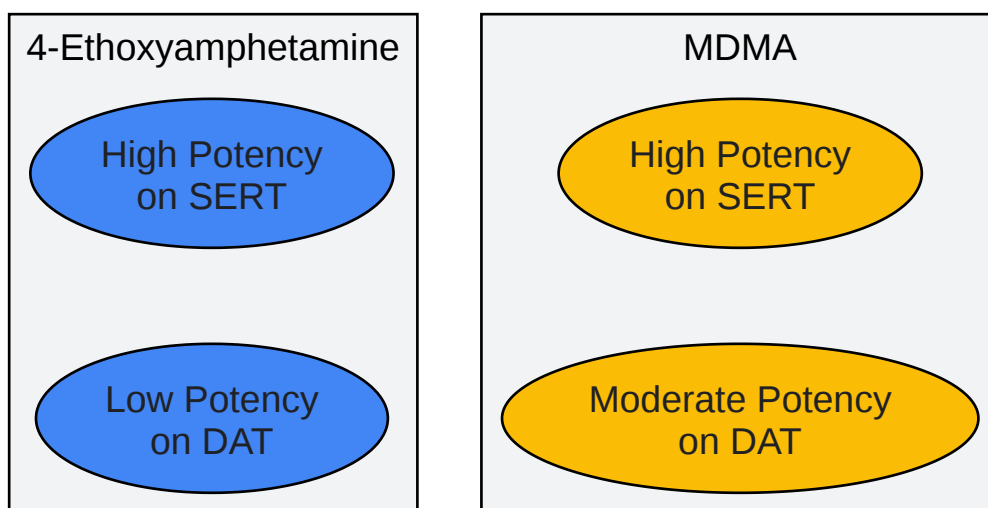 4-Ethoxyamphetamine
High Potency
on SERT
Low Potency
on DAT
MDMA
High Potency
on SERT
Moderate Potency
on DAT